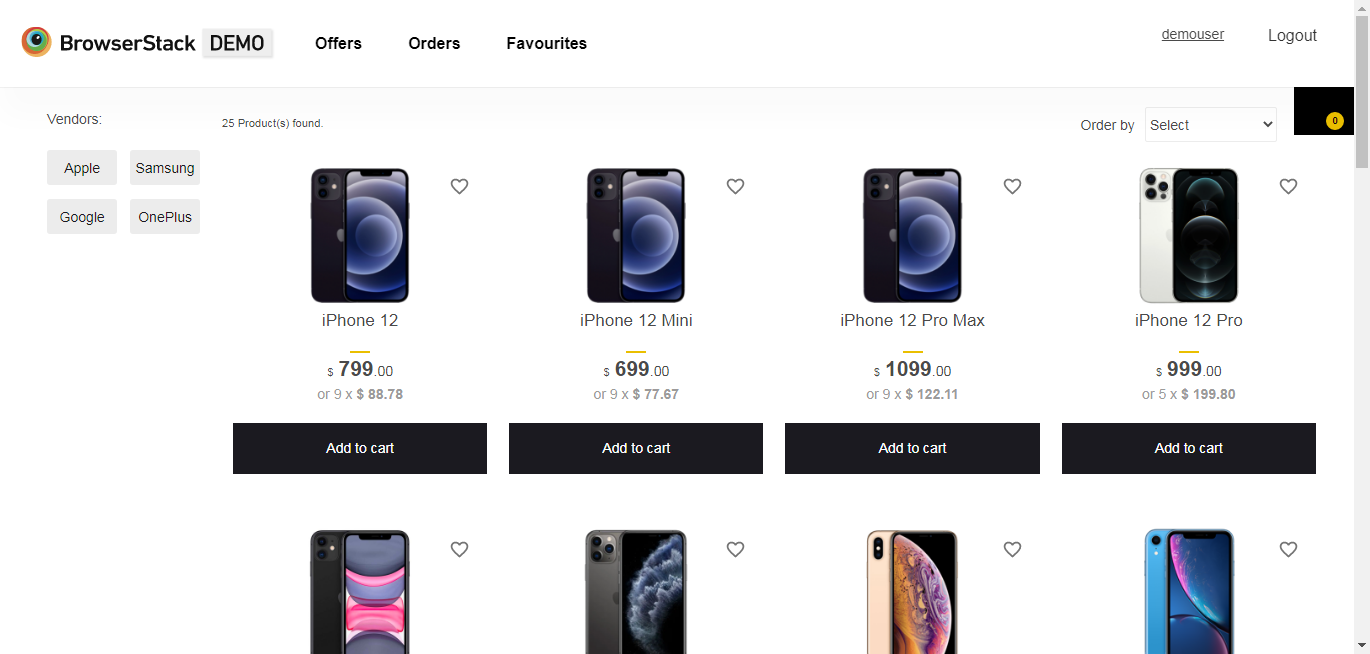 BrowserStack DEMO
Offers
Orders
Favourites
demouser
Logout
Vendors:
Apple
Samsung
Google
OnePlus
25 Product(s) found.
Order by
Select
0
iPhone 12
$ 799.00
or 9 x $ 88.78
Add to cart
iPhone 12 Mini
$ 699.00
or 9 x $ 77.67
Add to cart
iPhone 12 Pro Max
$ 1099.00
or 9 x $ 122.11
Add to cart
iPhone 12 Pro
$ 999.00
or 5 x $ 199.80
Add to cart